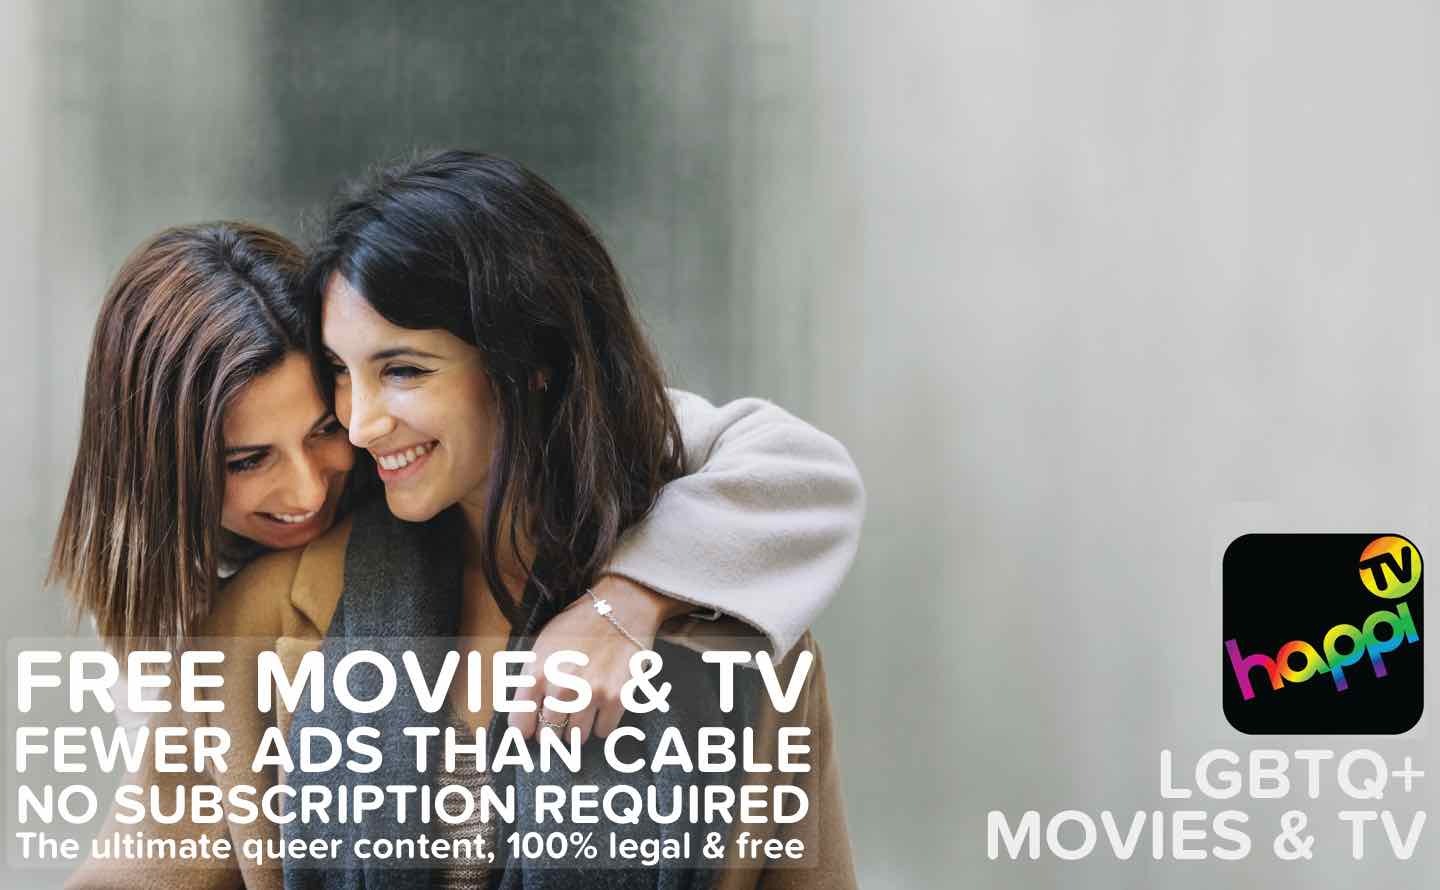 FREE MOVIES & TV
FEWER ADS THAN CABLE
NO SUBSCRIPTION REQUIRED
The ultimate queer content, 100% legal & free
TV
happi
LGBTQ+
MOVIES & TV